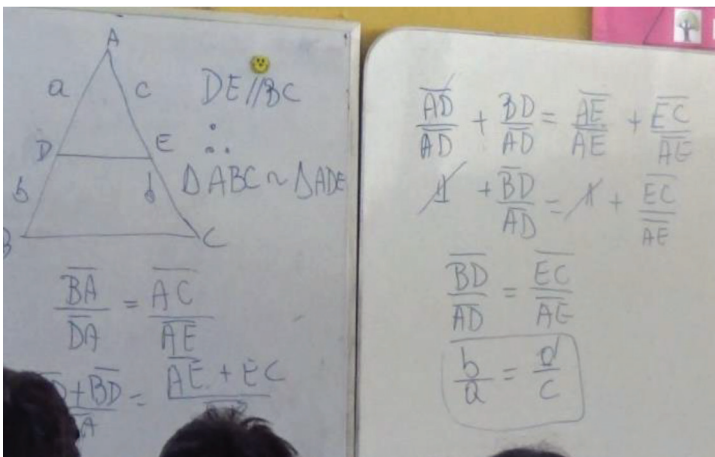 A
a c
DE//BC
D E
∴
b d
ΔABC ~ ΔADE
B C
BA/DA = AC/AE
+BD = AE + EC
AD/AD + BD/AD = AE/AE + EC/AE
1 + BD/AD = 1 + EC/AE
BD/AD = EC/AE
b/a = d/c